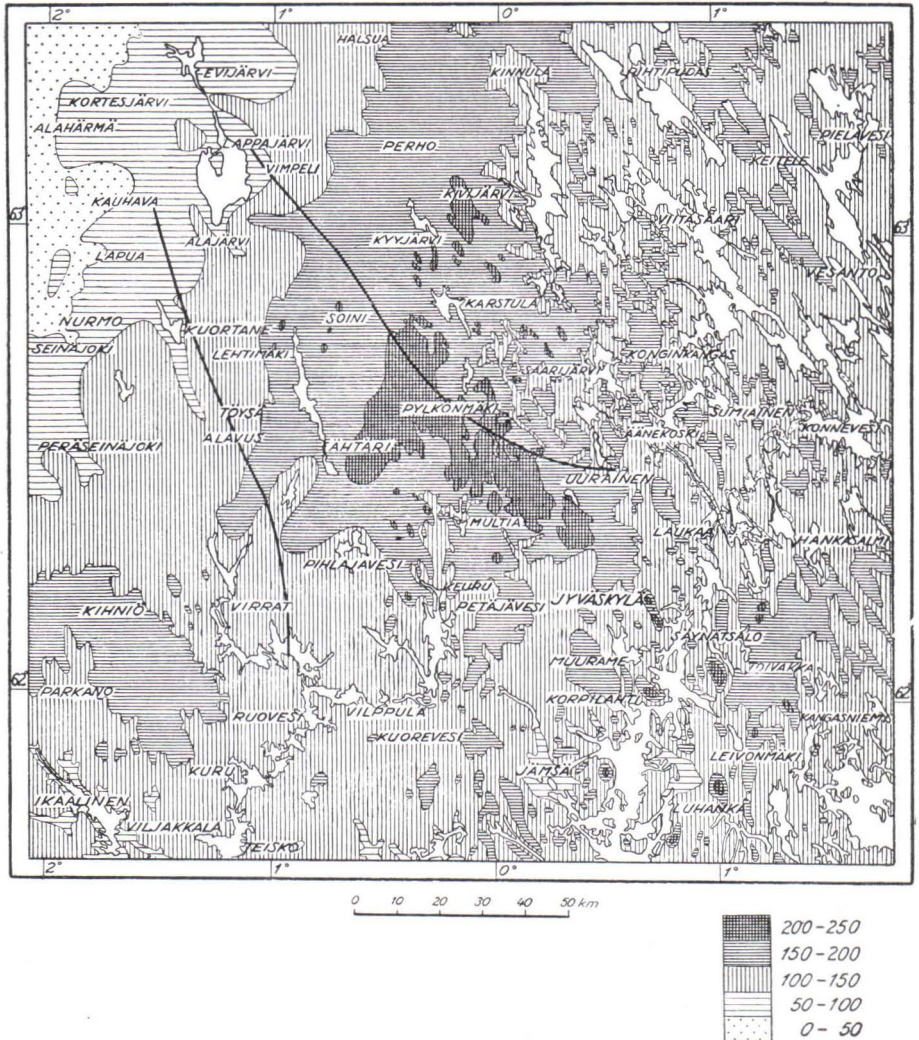 2° 1° 0° 1°
HALSUA
EVIJÄRVI KINNULA PIHTIPUDAS
KORTESJÄRVI
ALAHÄRMÄ PIELAVESI
LAPPAJÄRVI PERHO KEITELE
VIMPELI
KAUHAVA KIVIJÄRVI
63° VIITASAARI 63°
ALAJÄRVI KYYJÄRVI
LAPUA VESANTO
KARSTULA
NURMO SOINI
SEINÄJOKI KUORTANE
LEHTIMÄKI KONGINKANGAS
SAARIJÄRVI
TÖYSÄ PYLKÖNMÄKI SUMIAINEN
ALAVUS KONNEVESI
PERÄSEINÄJOKI ÄHTÄRI ÄÄNEKOSKI
UURAINEN
MULTIA LAUKAA HANKASALMI
PIHLAJAVESI
KEURU
KIHNIÖ VIRRAT PETÄJÄVESI JYVÄSKYLÄ
SÄYNÄTSALO
MUURAME TOIVAKKA
62° PARKANO KORPILAHTI 62°
RUOVESI VILPPULA KANGASNIEMI
KUOREVESI
LEIVONMÄKI
KURU JÄMSÄ
IKAALINEN LUHANKA
VILJAKKALA
TEISKO
2° 1° 0° 1°
0 10 20 30 40 50 km
200-250
150-200
100-150
50-100
0-50